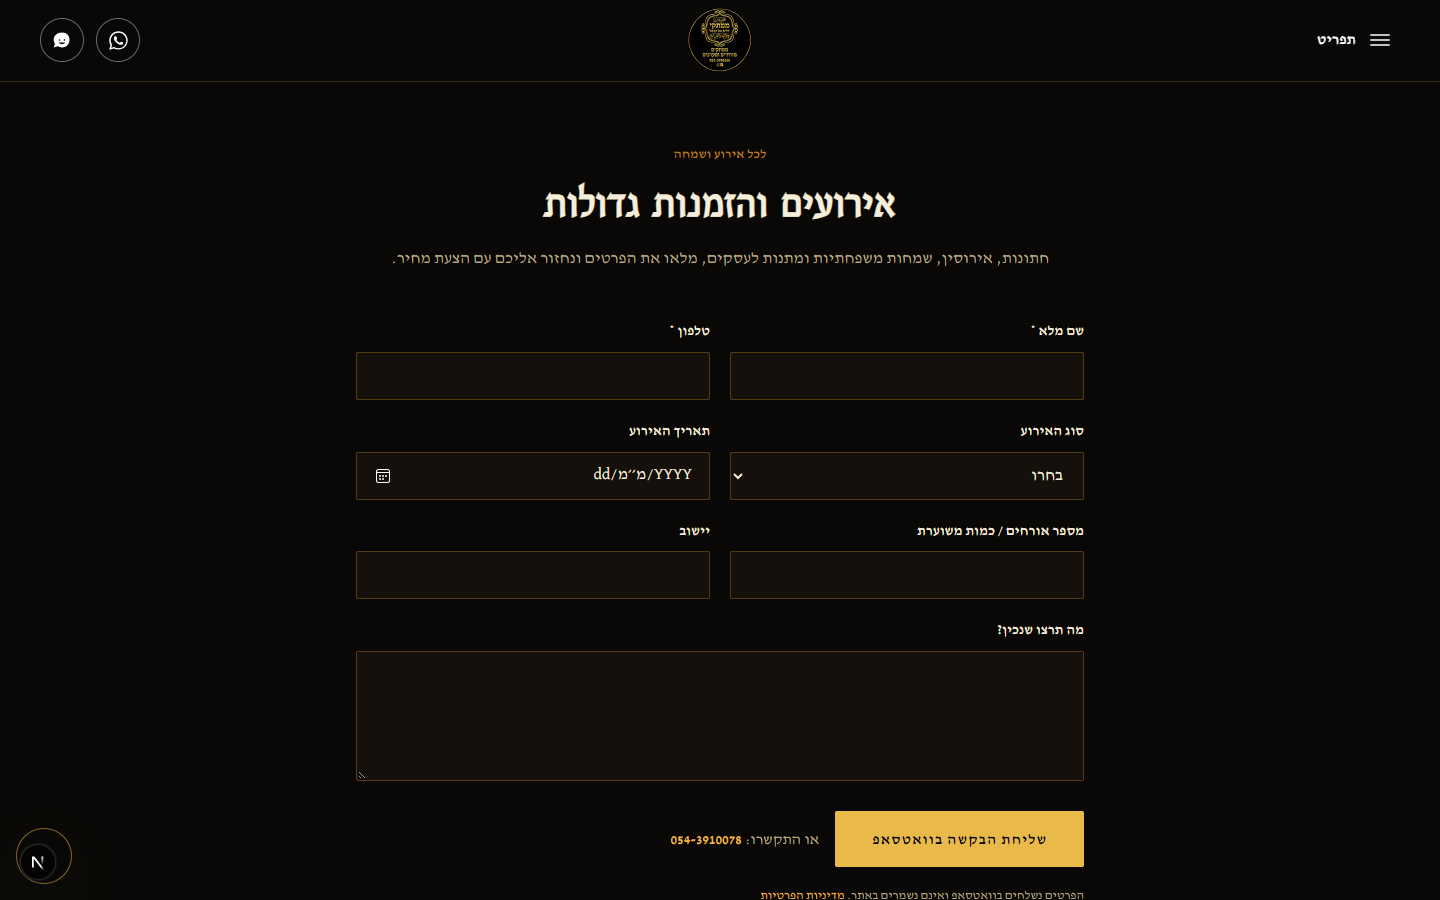 תפריט
ממתקי
לכל אירוע ושמחה
אירועים והזמנות גדולות
חתונות, אירוסין, שמחות משפחתיות ומתנות לעסקים, מלאו את הפרטים ונחזור אליכם עם הצעת מחיר.
שם מלא *
טלפון *
סוג האירוע
תאריך האירוע
בחרו
dd/מ״מ/YYYY
מספר אורחים / כמות משוערת
יישוב
מה תרצו שנכין?
שליחת הבקשה בוואטסאפ
או התקשרו: 054-3910078
N
הפרטים נשלחים בוואטסאפ ואינם נשמרים באתר. מדיניות הפרטיות